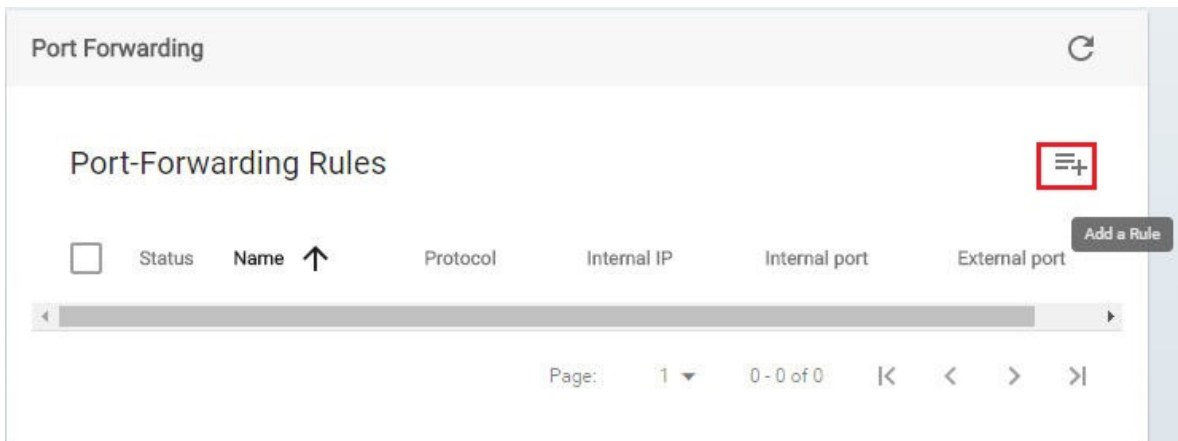 Port Forwarding
Port-Forwarding Rules
Add a Rule
Status Name Protocol Internal IP Internal port External port
Page: 1 0 - 0 of 0